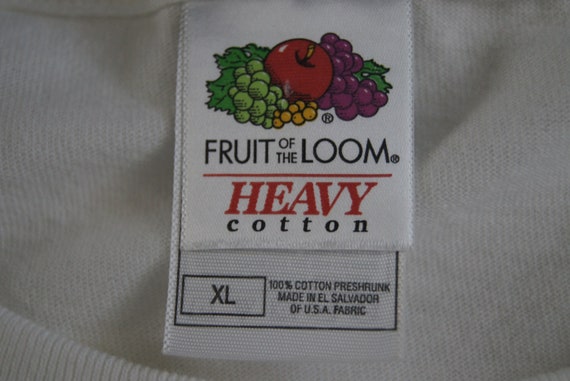 ®
FRUIT OF THE LOOM®
HEAVY
cotton
XL
100% COTTON PRESHRUNK
MADE IN EL SALVADOR
OF U.S.A. FABRIC